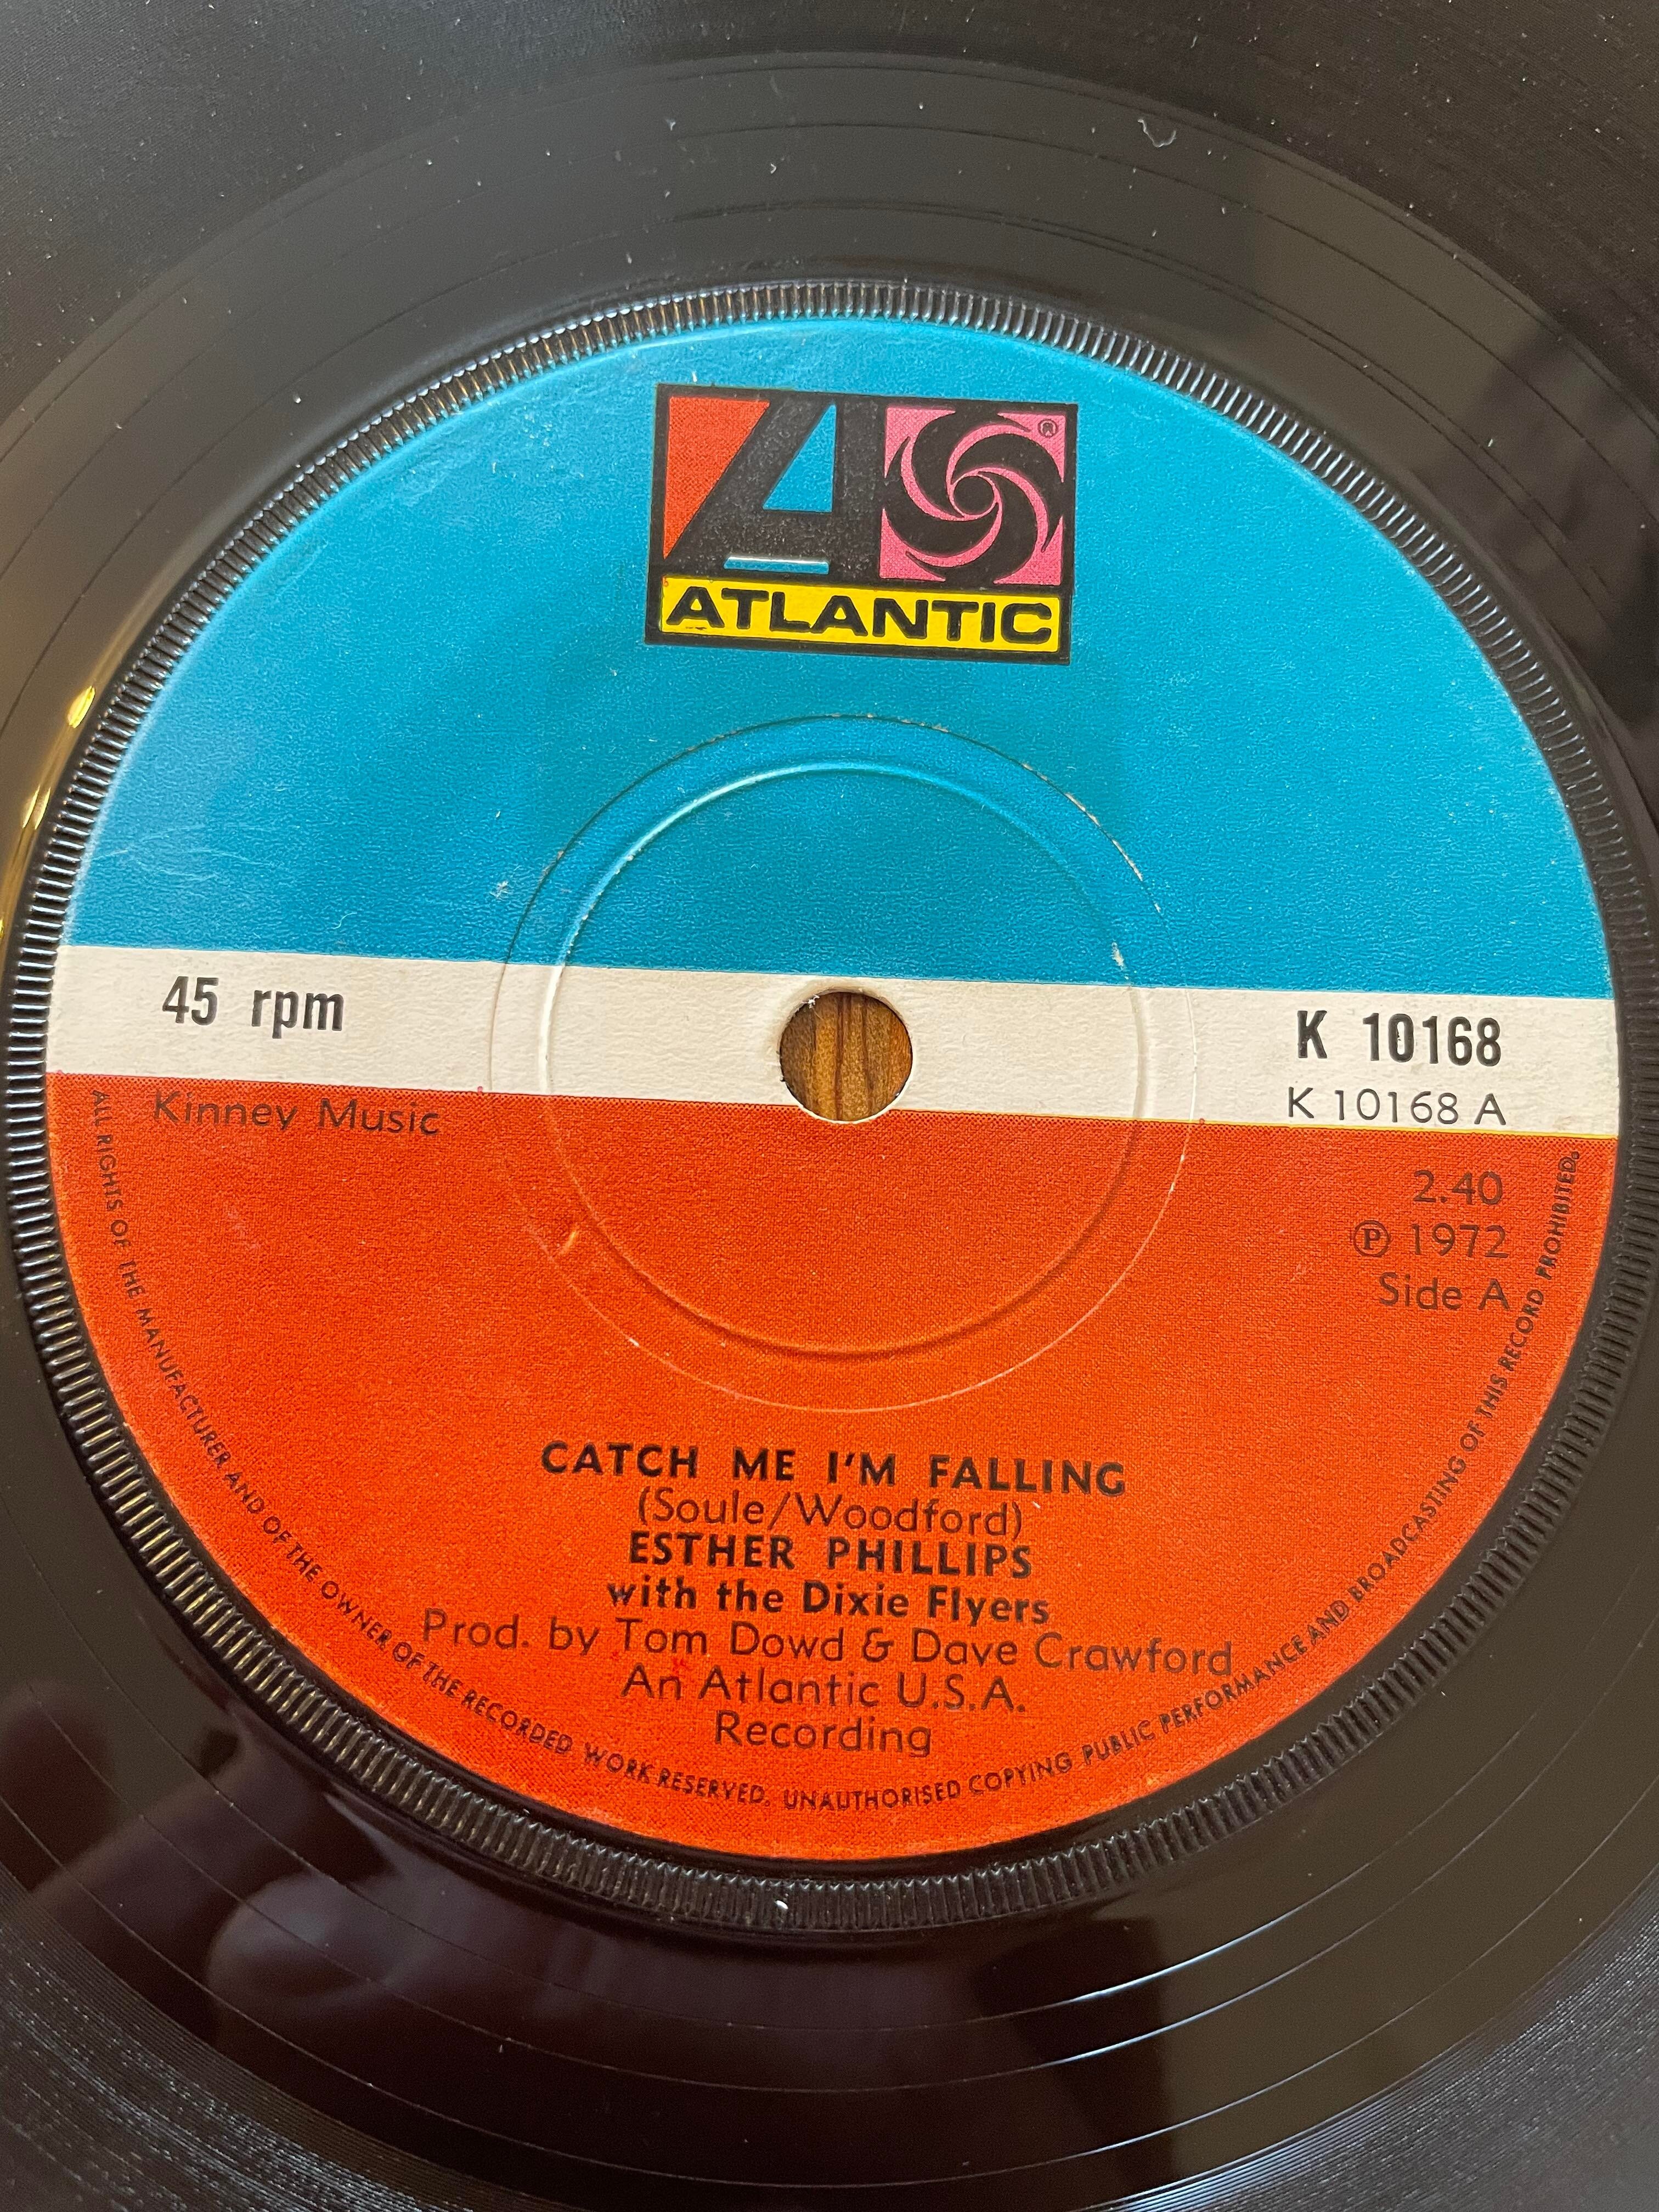 ATLANTIC
®
45 rpm
K 10168
K 10168 A
Kinney Music
2.40
℗ 1972
Side A
CATCH ME I'M FALLING
(Soule/Woodford)
ESTHER PHILLIPS
with the Dixie Flyers
Prod. by Tom Dowd & Dave Crawford
An Atlantic U.S.A.
Recording
ALL RIGHTS OF THE MANUFACTURER AND OF THE OWNER OF THE RECORDED WORK RESERVED. UNAUTHORISED COPYING PUBLIC PERFORMANCE AND BROADCASTING OF THIS RECORD PROHIBITED.